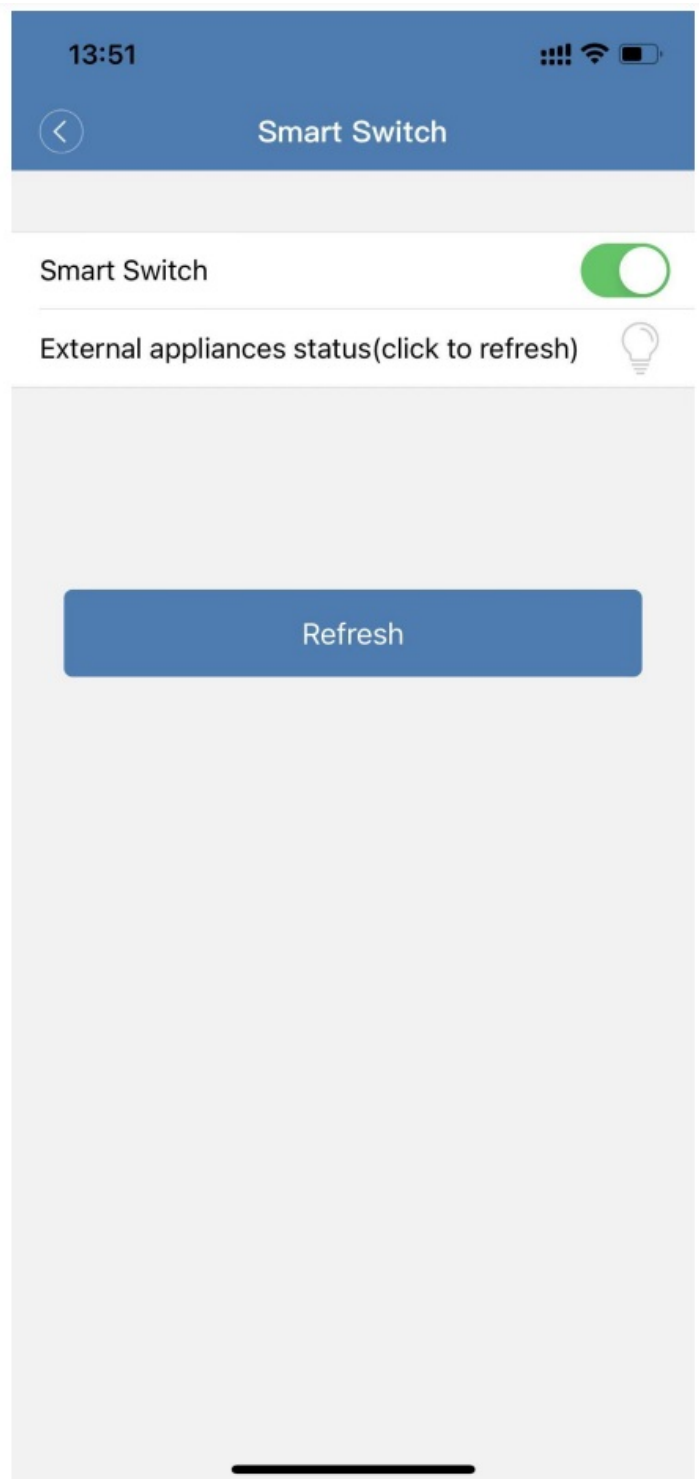 13:51
Smart Switch
Smart Switch
External appliances status(click to refresh)
Refresh